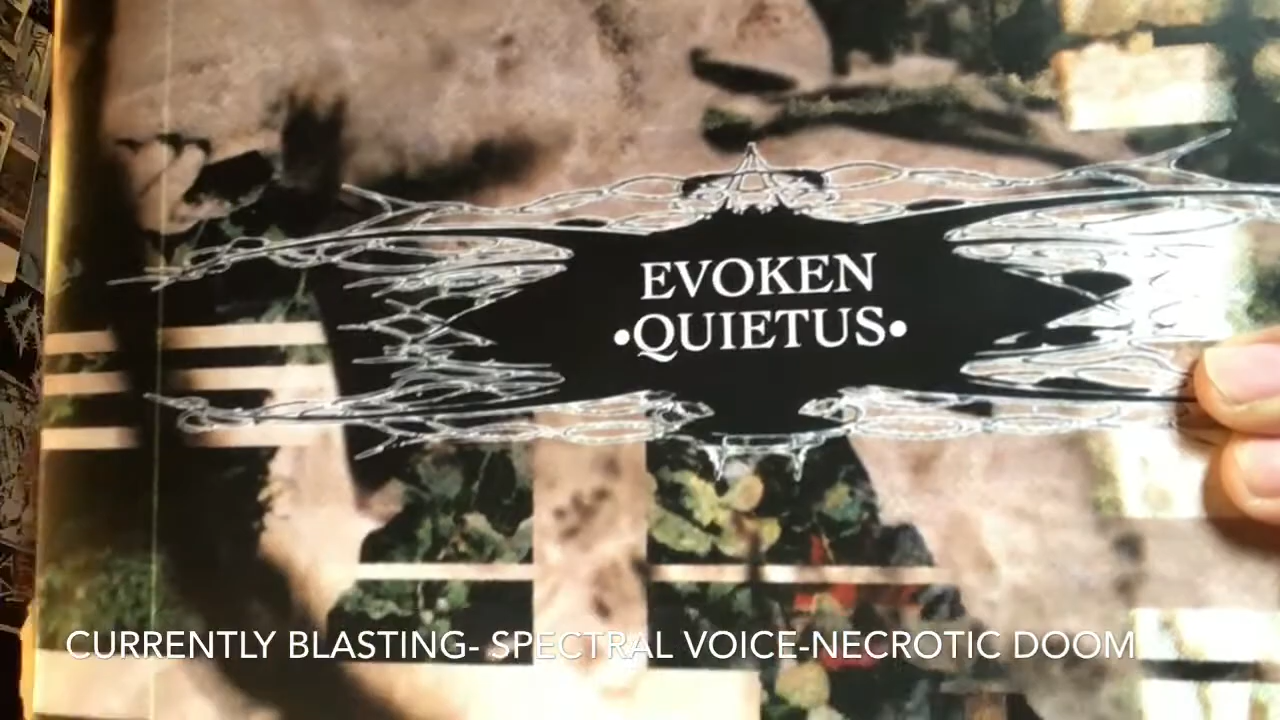 EVOKEN
•QUIETUS•
CURRENTLY BLASTING- SPECTRAL VOICE-NECROTIC DOOM